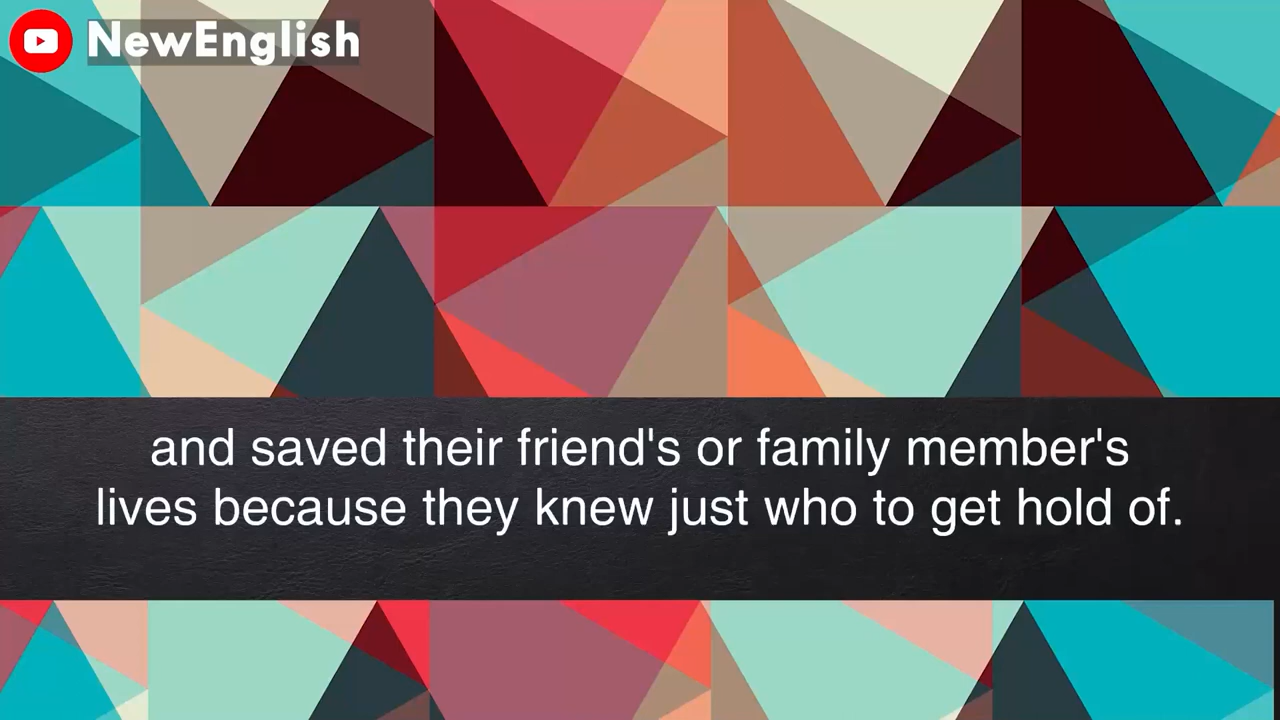 NewEnglish
and saved their friend's or family member's
lives because they knew just who to get hold of.